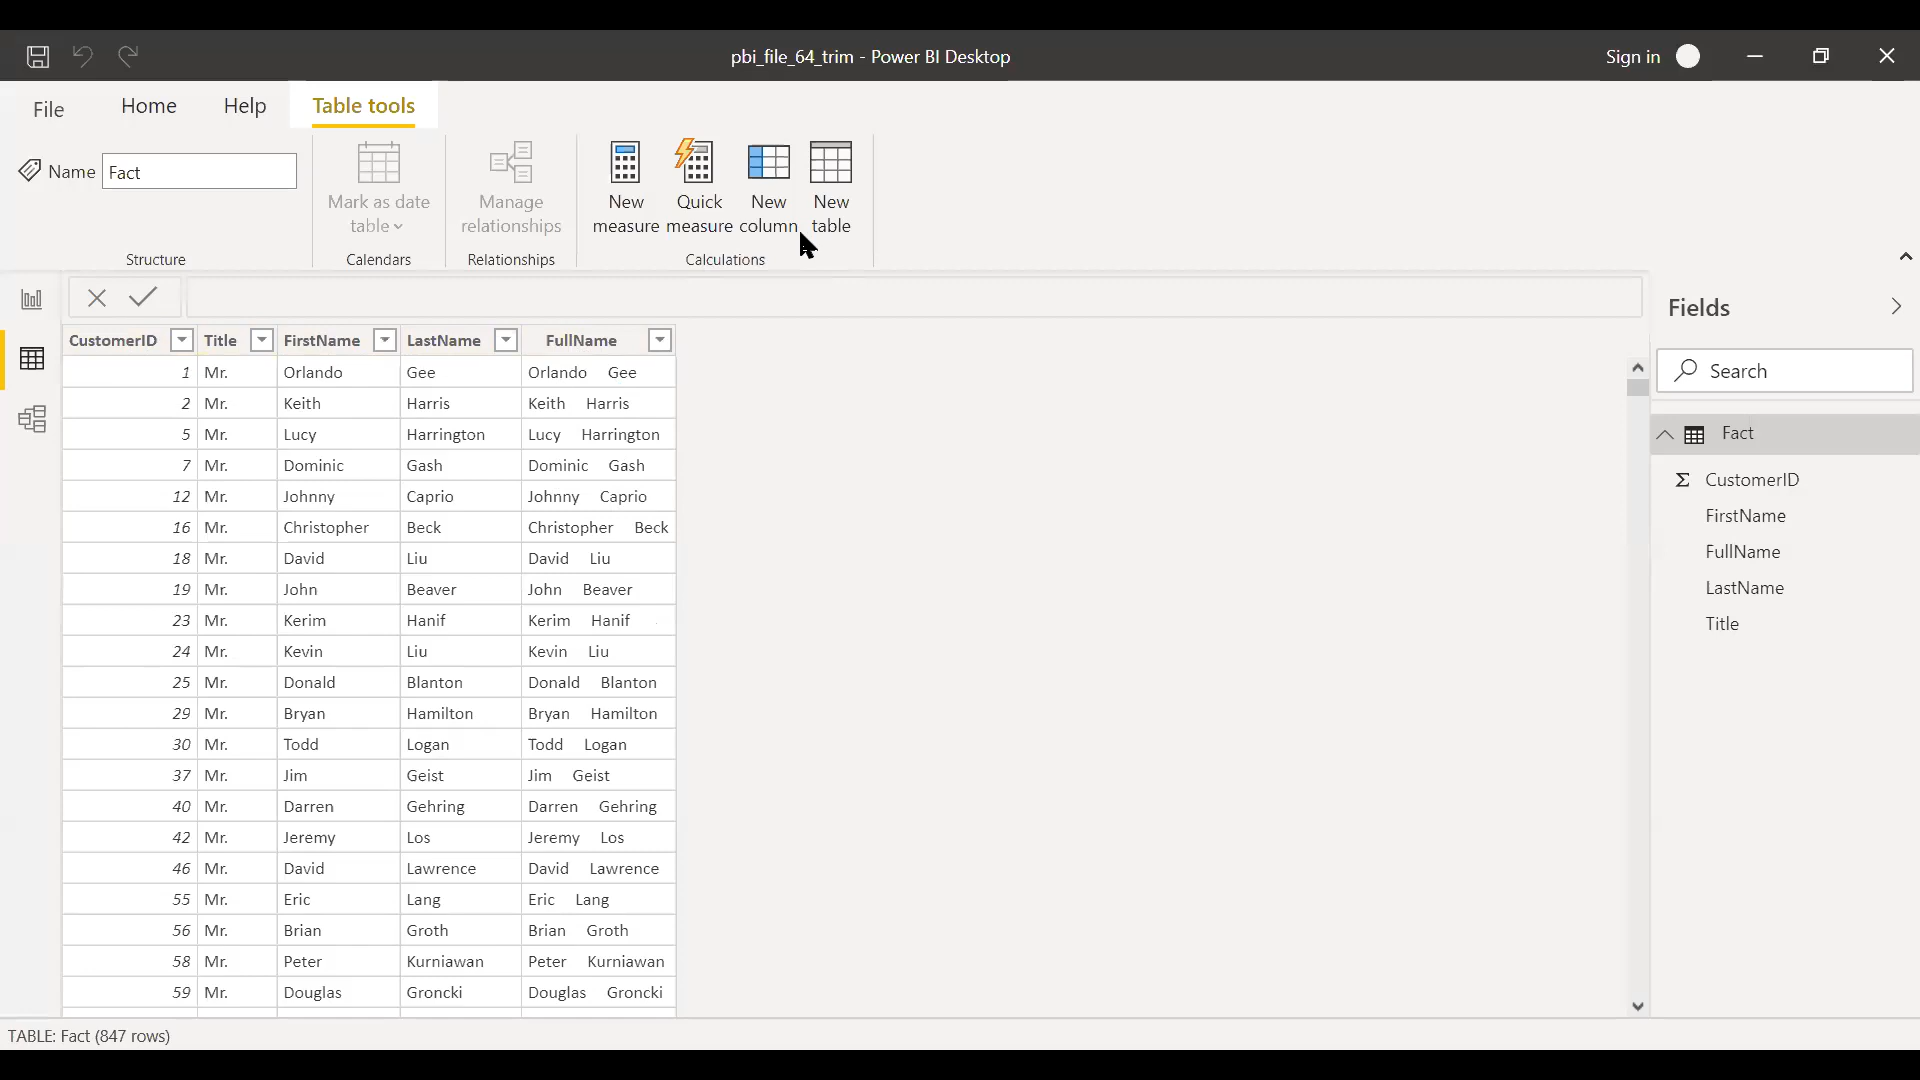 pbi_file_64_trim - Power BI Desktop
Sign in
File Home Help Table tools
Name Fact
Mark as date table
Manage relationships
New measure
Quick measure
New column
New table
Structure Calendars Relationships Calculations
Fields
Search
Fact
CustomerID
FirstName
FullName
LastName
Title
CustomerID Title FirstName LastName FullName
1 Mr. Orlando Gee Orlando Gee
2 Mr. Keith Harris Keith Harris
5 Mr. Lucy Harrington Lucy Harrington
7 Mr. Dominic Gash Dominic Gash
12 Mr. Johnny Caprio Johnny Caprio
16 Mr. Christopher Beck Christopher Beck
18 Mr. David Liu David Liu
19 Mr. John Beaver John Beaver
23 Mr. Kerim Hanif Kerim Hanif
24 Mr. Kevin Liu Kevin Liu
25 Mr. Donald Blanton Donald Blanton
29 Mr. Bryan Hamilton Bryan Hamilton
30 Mr. Todd Logan Todd Logan
37 Mr. Jim Geist Jim Geist
40 Mr. Darren Gehring Darren Gehring
42 Mr. Jeremy Los Jeremy Los
46 Mr. David Lawrence David Lawrence
55 Mr. Eric Lang Eric Lang
56 Mr. Brian Groth Brian Groth
58 Mr. Peter Kurniawan Peter Kurniawan
59 Mr. Douglas Groncki Douglas Groncki
TABLE: Fact (847 rows)